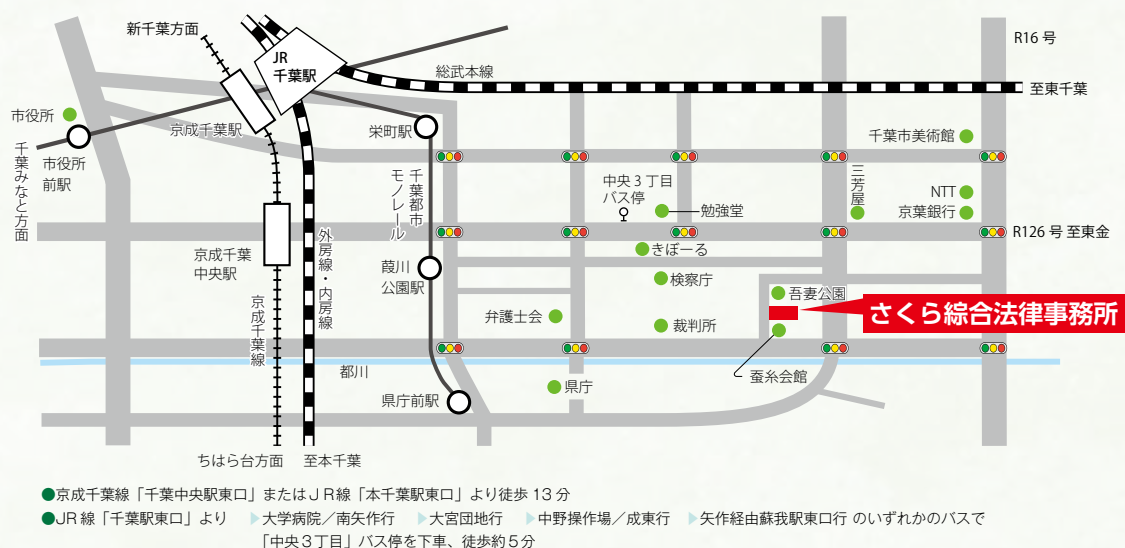 新千葉方面
R16 号
JR
千葉駅
総武本線
至東千葉
市役所
京成千葉駅
栄町駅
千葉市美術館
市役所
前駅
千葉みなと方面
千葉都市
モノレール
中央 3 丁目
バス停
勉強堂
三芳屋
NTT
京葉銀行
R126 号 至東金
京成千葉
中央駅
外房線・内房線
きぼーる
葭川
公園駅
検察庁
吾妻公園
さくら綜合法律事務所
京成千葉線
弁護士会
裁判所
都川
蚕糸会館
県庁前駅
県庁
ちはら台方面
至本千葉
●京成千葉線「千葉中央駅東口」またはJR線「本千葉駅東口」より徒歩 13 分
●JR 線「千葉駅東口」より ▶大学病院／南矢作行 ▶大宮団地行 ▶中野操作場／成東行 ▶矢作経由蘇我駅東口行 のいずれかのバスで
「中央3丁目」バス停を下車、徒歩約5分